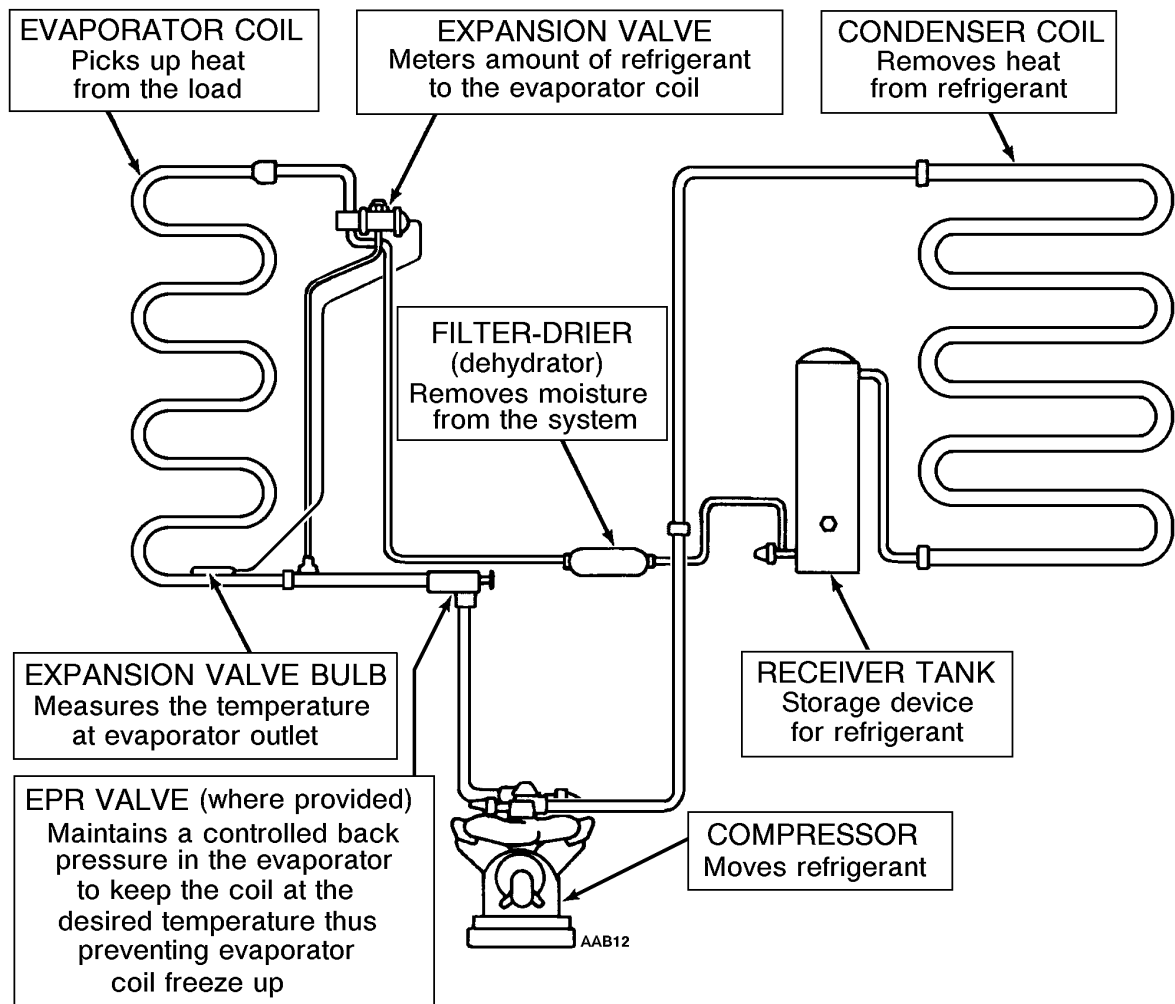 EVAPORATOR COIL
Picks up heat
from the load
EXPANSION VALVE
Meters amount of refrigerant
to the evaporator coil
CONDENSER COIL
Removes heat
from refrigerant
FILTER-DRIER
(dehydrator)
Removes moisture
from the system
EXPANSION VALVE BULB
Measures the temperature
at evaporator outlet
RECEIVER TANK
Storage device
for refrigerant
EPR VALVE (where provided)
Maintains a controlled back
pressure in the evaporator
to keep the coil at the
desired temperature thus
preventing evaporator
coil freeze up
COMPRESSOR
Moves refrigerant
AAB12